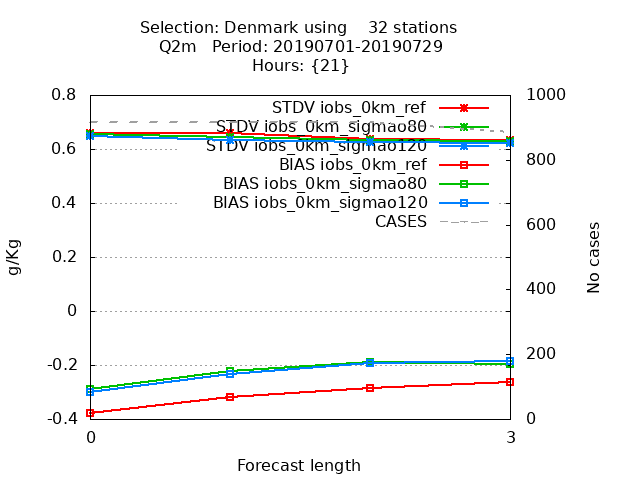 Selection: Denmark using    32 stations
Q2m   Period: 20190701-20190729
Hours: {21}
0.8
0.6
0.4
0.2
0
-0.2
-0.4
g/Kg
STDV iobs_0km_ref
STDV iobs_0km_sigmao80
STDV iobs_0km_sigmao120
BIAS iobs_0km_ref
BIAS iobs_0km_sigmao80
BIAS iobs_0km_sigmao120
CASES
1000
800
600
400
200
0
No cases
0
3
Forecast length